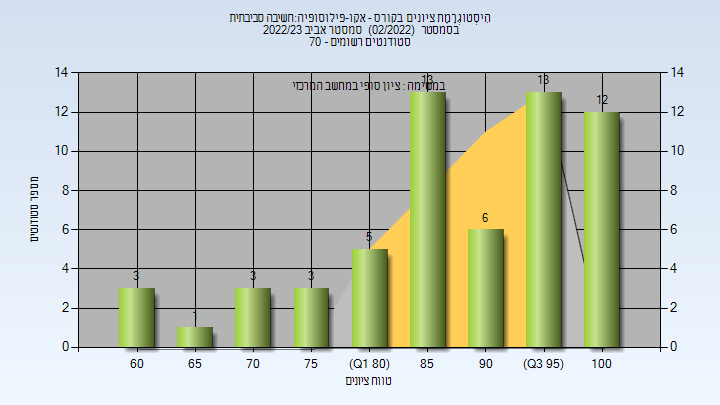 היסטוגרמת ציונים בקורס - אקו-פילוסופיה:חשיבה סביבתית
בסמסטר (02/2022) סמסטר אביב 2022/23
סטודנטים רשומים - 70
במשימה : ציון סופי במחשב המרכזי
מספר סטודנטים
14 14
12 12
10 10
8 8
6 6
4 4
2 2
0 0
3 1 3 3 5 13 6 13 12
60 65 70 75 (Q1 80) 85 90 (Q3 95) 100
טווח ציונים